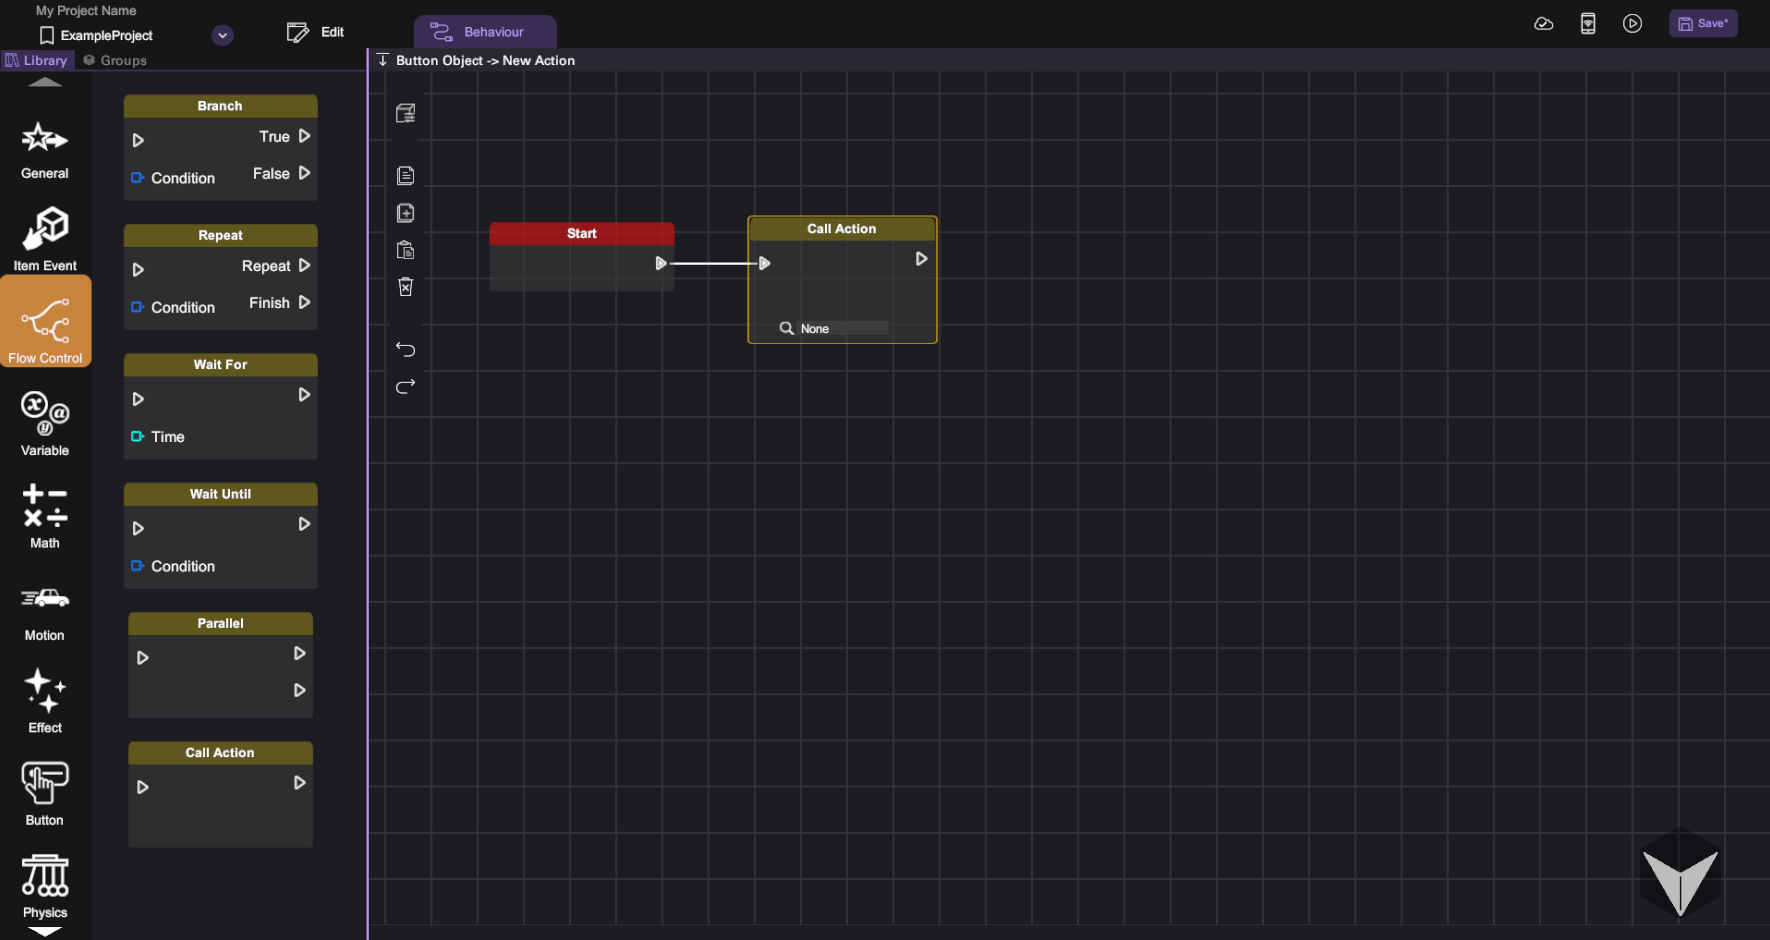 My Project Name
ExampleProject
Edit
Behaviour
Save*
Library
Groups
Button Object -> New Action
General
Item Event
Flow Control
Variable
Math
Motion
Effect
Button
Physics
Branch
True
Condition
False
Repeat
Repeat
Condition
Finish
Wait For
Time
Wait Until
Condition
Parallel
Call Action
Start
Call Action
None